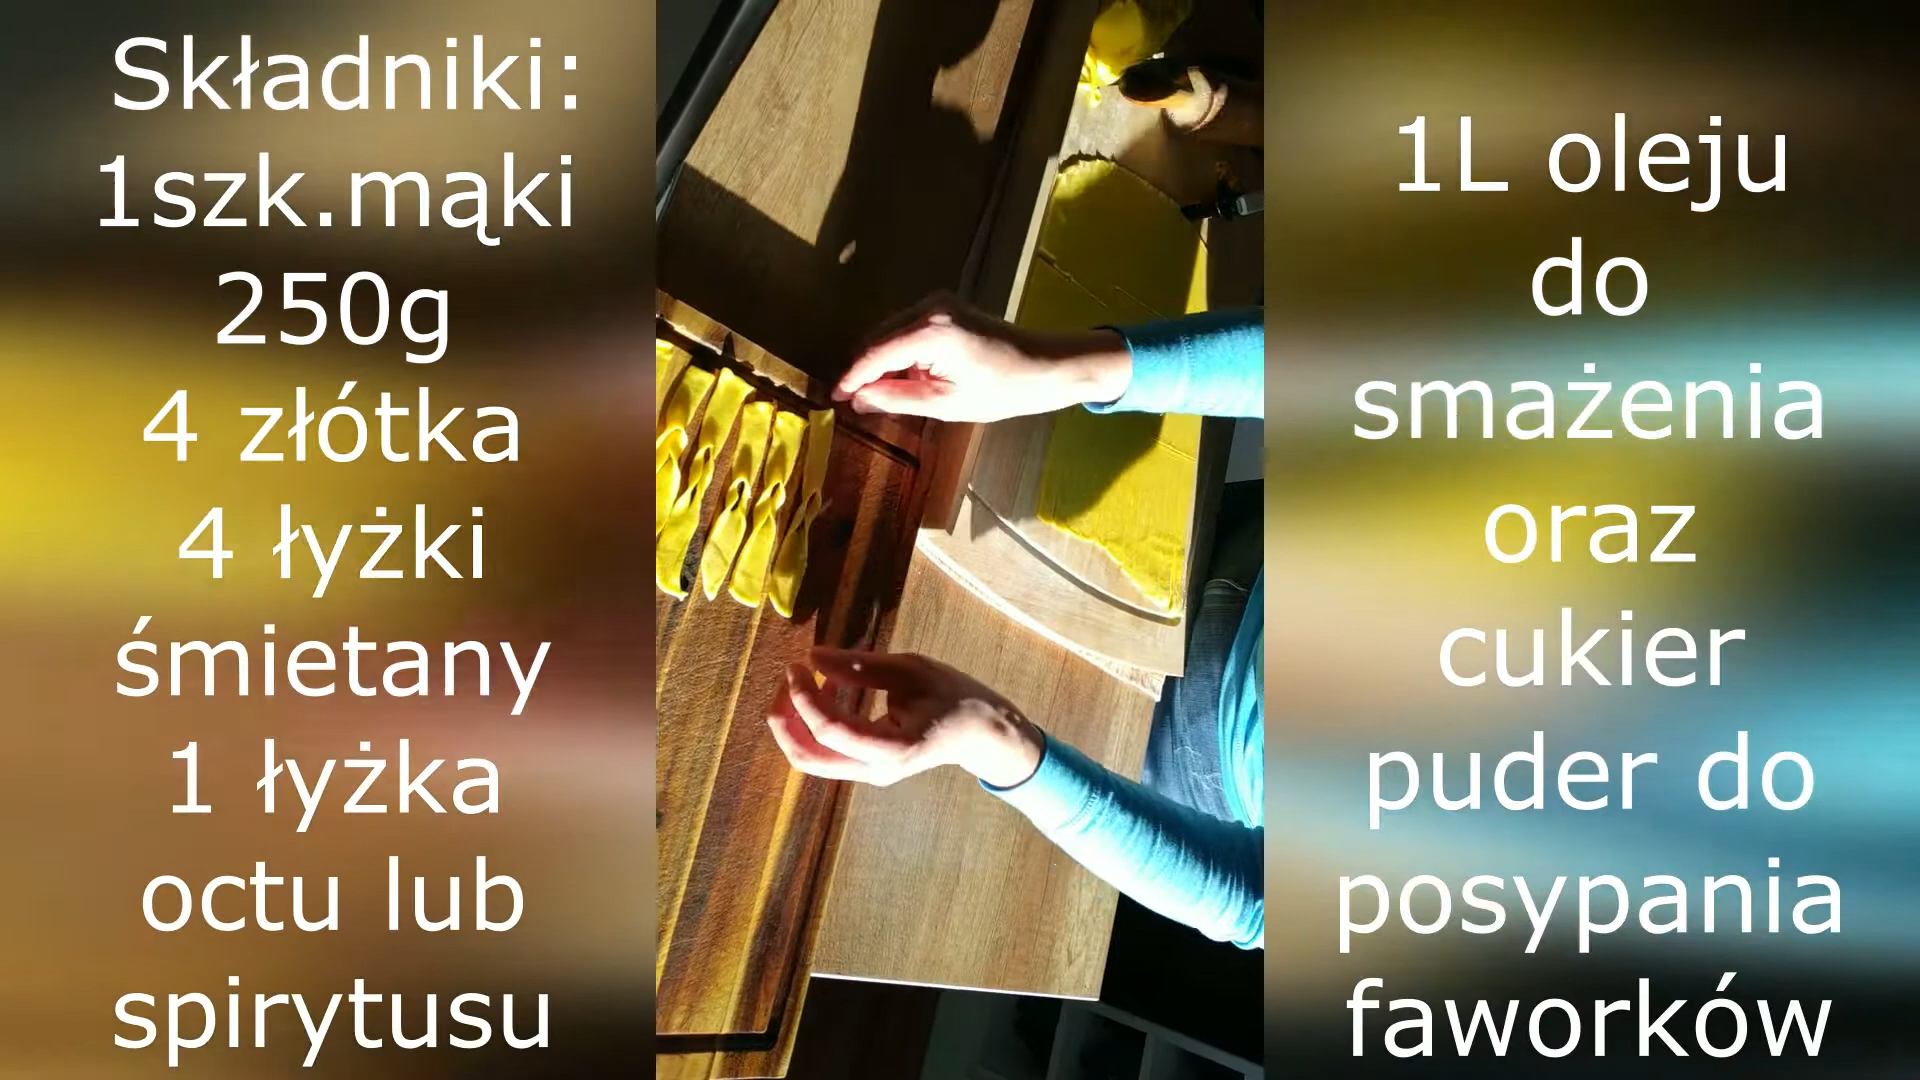 Składniki:
1szk.mąki
250g
4 złótka
4 łyżki
śmietany
1 łyżka
octu lub
spirytusu
1L oleju
do
smażenia
oraz
cukier
puder do
posypania
faworków